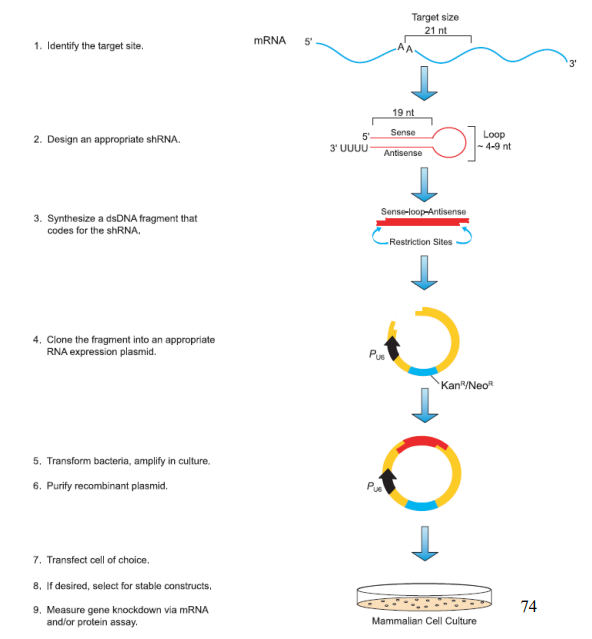 Target size
21 nt
1. Identify the target site.
mRNA
5'
A A
3'
19 nt
2. Design an appropriate shRNA.
5'
Sense
Loop
3' UUUU
Antisense
~ 4-9 nt
3. Synthesize a dsDNA fragment that
codes for the shRNA.
Sense-loop-Antisense
Restriction Sites
4. Clone the fragment into an appropriate
RNA expression plasmid.
PU6
KanR/NeoR
5. Transform bacteria, amplify in culture.
6. Purify recombinant plasmid.
PU6
7. Transfect cell of choice.
8. If desired, select for stable constructs.
9. Measure gene knockdown via mRNA
and/or protein assay.
Mammalian Cell Culture
74